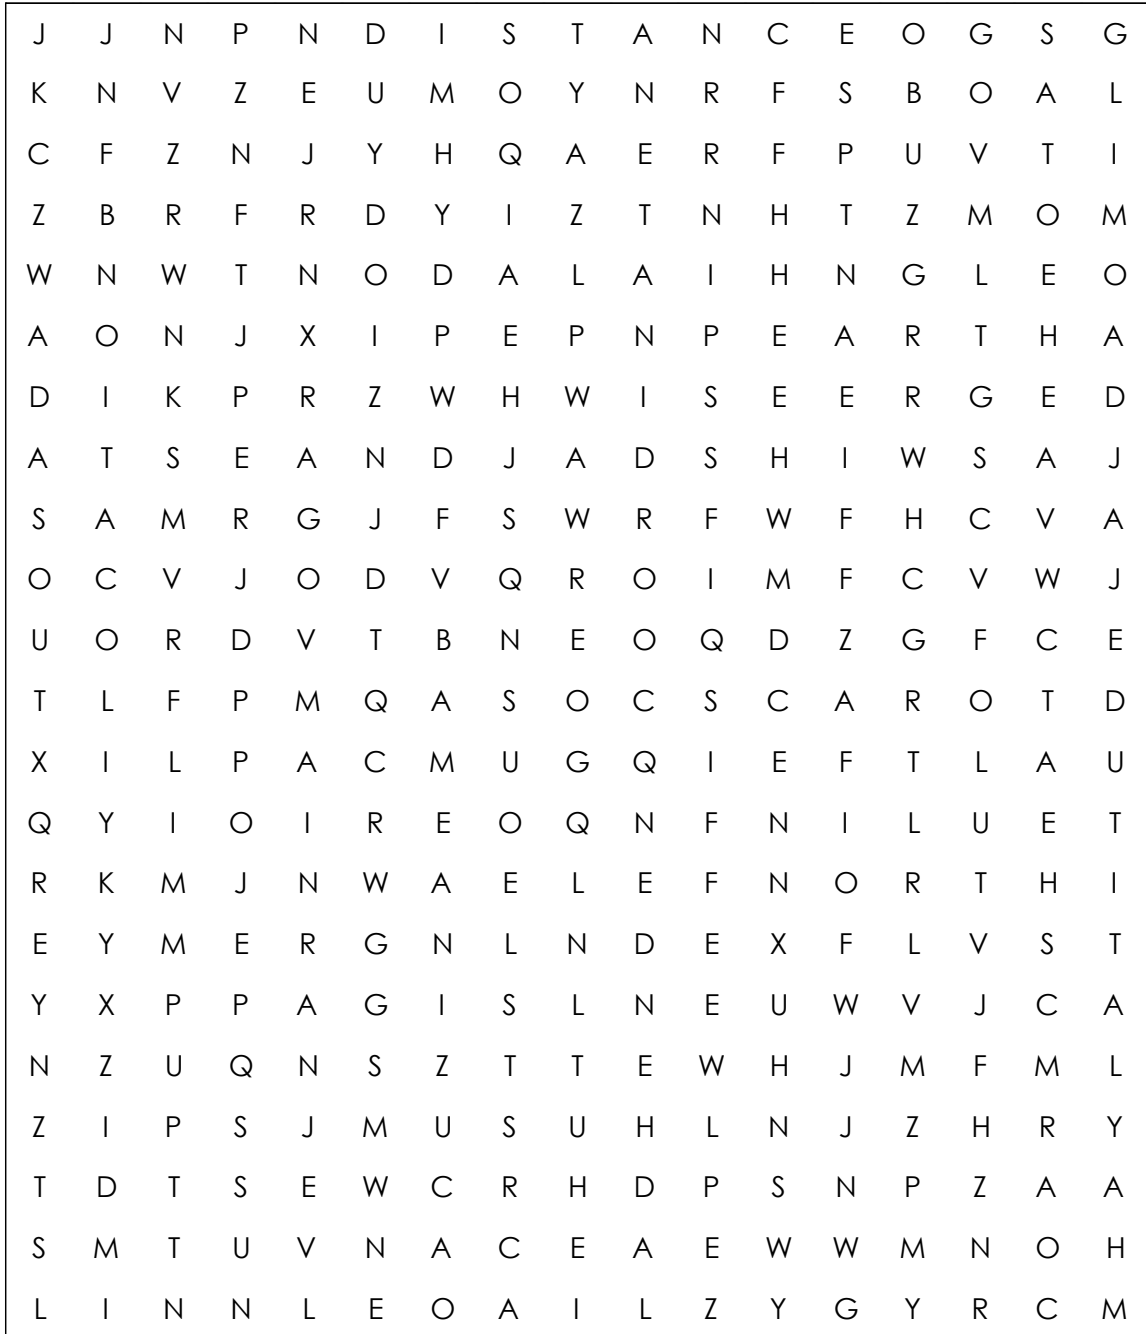 J J N P N D I S T A N C E O G S G
K N V Z E U M O Y N R F S B O A L
C F Z N J Y H Q A E R F P U V T I
Z B R F R D Y I Z T N H T Z M O M
W N W T N O D A L A I H N G L E O
A O N J X I P E P N P E A R T H A
D I K P R Z W H W I S E E R G E D
A T S E A N D J A D S H I W S A J
S A M R G J F S W R F W F H C V A
O C V J O D V Q R O I M F C V W J
U O R D V T B N E O Q D Z G F C E
T L F P M Q A S O C S C A R O T D
X I L P A C M U G Q I E F T L A U
Q Y I O I R E O Q N F N I L U E T
R K M J N W A E L E F N O R T H I
E Y M E R G N L N D E X F L V S T
Y X P P A G I S L N E U W V J C A
N Z U Q N S Z T T E W H J M F M L
Z I P S J M U S U H L N J Z H R Y
T D T S E W C R H D P S N P Z A A
S M T U V N A C E A E W W M N O H
L I N N L E O A I L Z Y G Y R C M